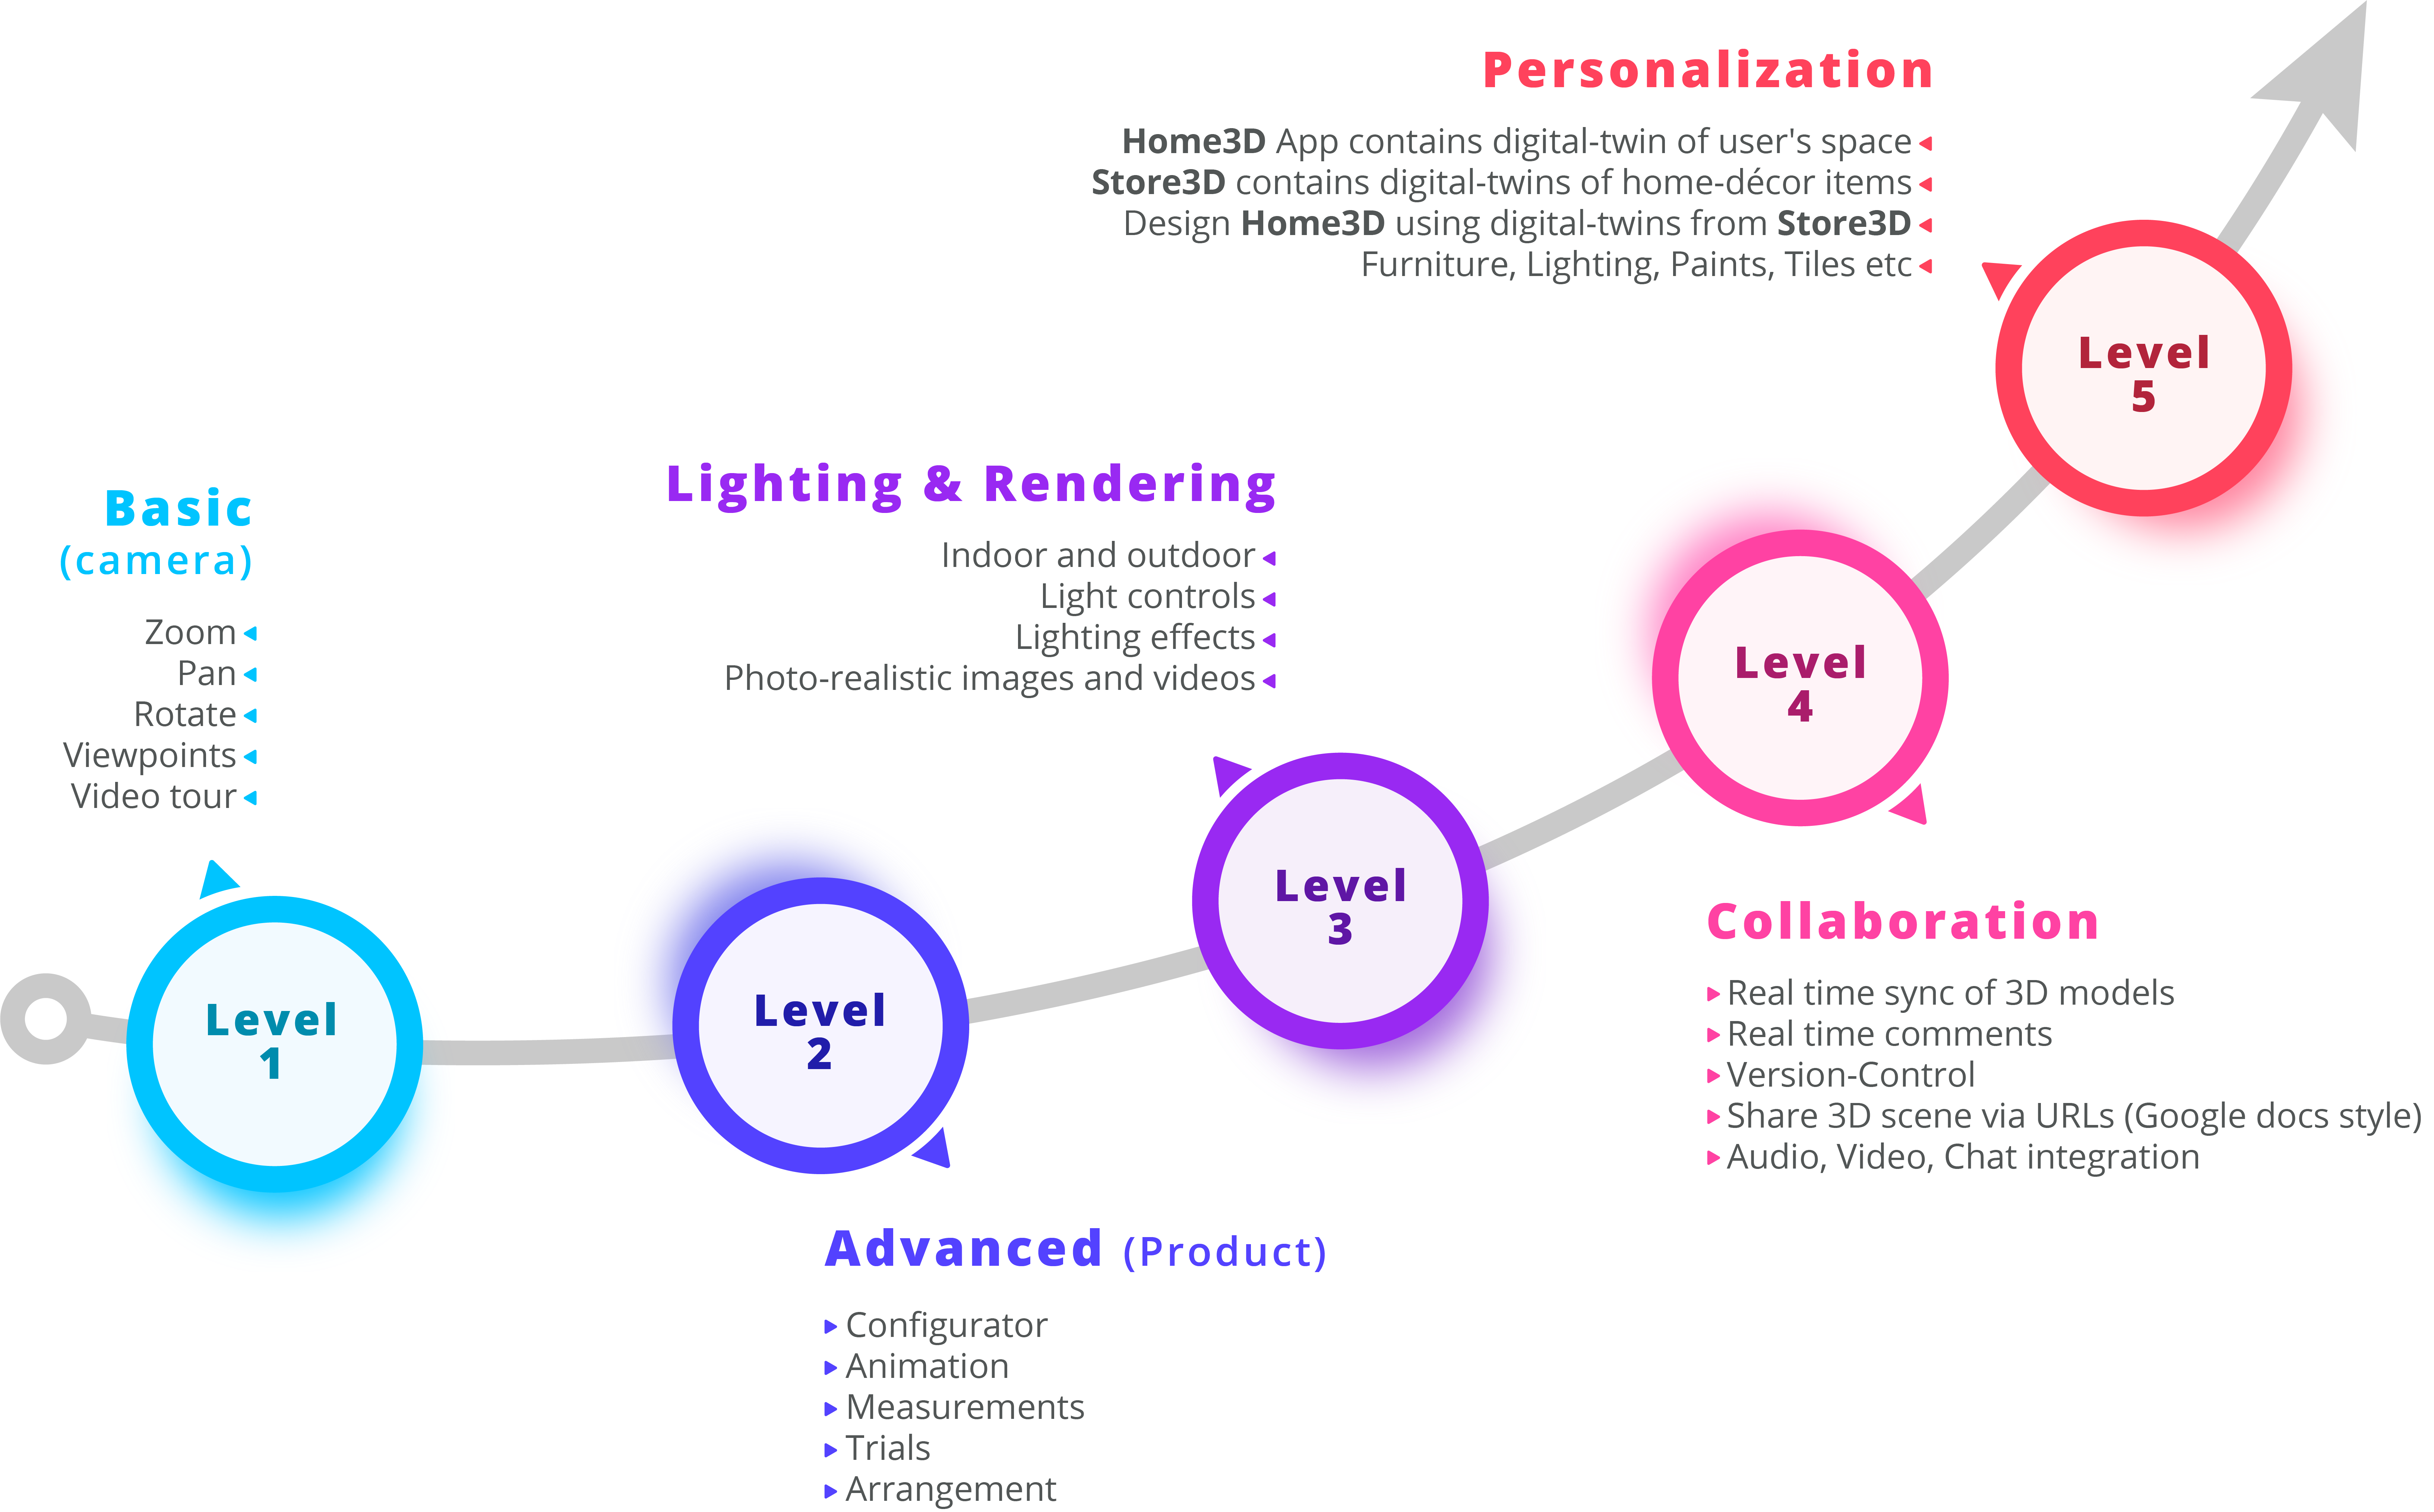 Basic
(camera)
Zoom
Pan
Rotate
Viewpoints
Video tour
Level
1
Level
2
Advanced (Product)
Configurator
Animation
Measurements
Trials
Arrangement
Lighting & Rendering
Indoor and outdoor
Light controls
Lighting effects
Photo-realistic images and videos
Level
3
Level
4
Collaboration
Real time sync of 3D models
Real time comments
Version-Control
Share 3D scene via URLs (Google docs style)
Audio, Video, Chat integration
Personalization
Home3D App contains digital-twin of user's space
Store3D contains digital-twins of home-décor items
Design Home3D using digital-twins from Store3D
Furniture, Lighting, Paints, Tiles etc
Level
5